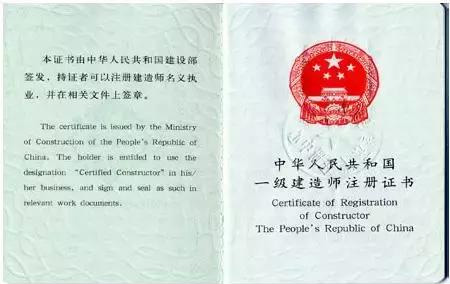 本证书由中华人民共和国建设部
签发，持证者可以注册建造师名义执
业，并在相关文件上签章。
The certificate is issued by the Ministry
of Construction of the People's Republic of
China. The holder is entitled to use the
designation “Certified Constructor” in his/
her business, and sign and seal as such in
relevant work documents.
中华人民共和国
一级建造师注册证书
Certificate of Registration
of Constructor
The People's Republic of China